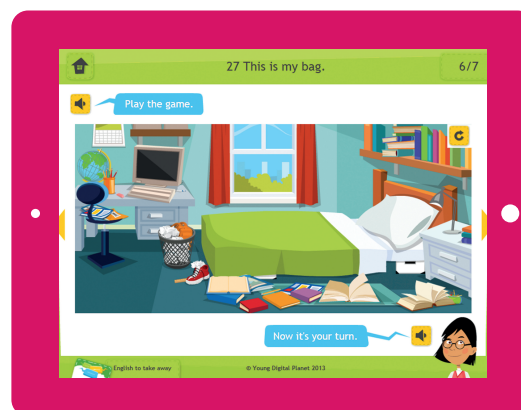 27 This is my bag.
6/7
Play the game.
Now it's your turn.
English to take away
© Young Digital Planet 2013